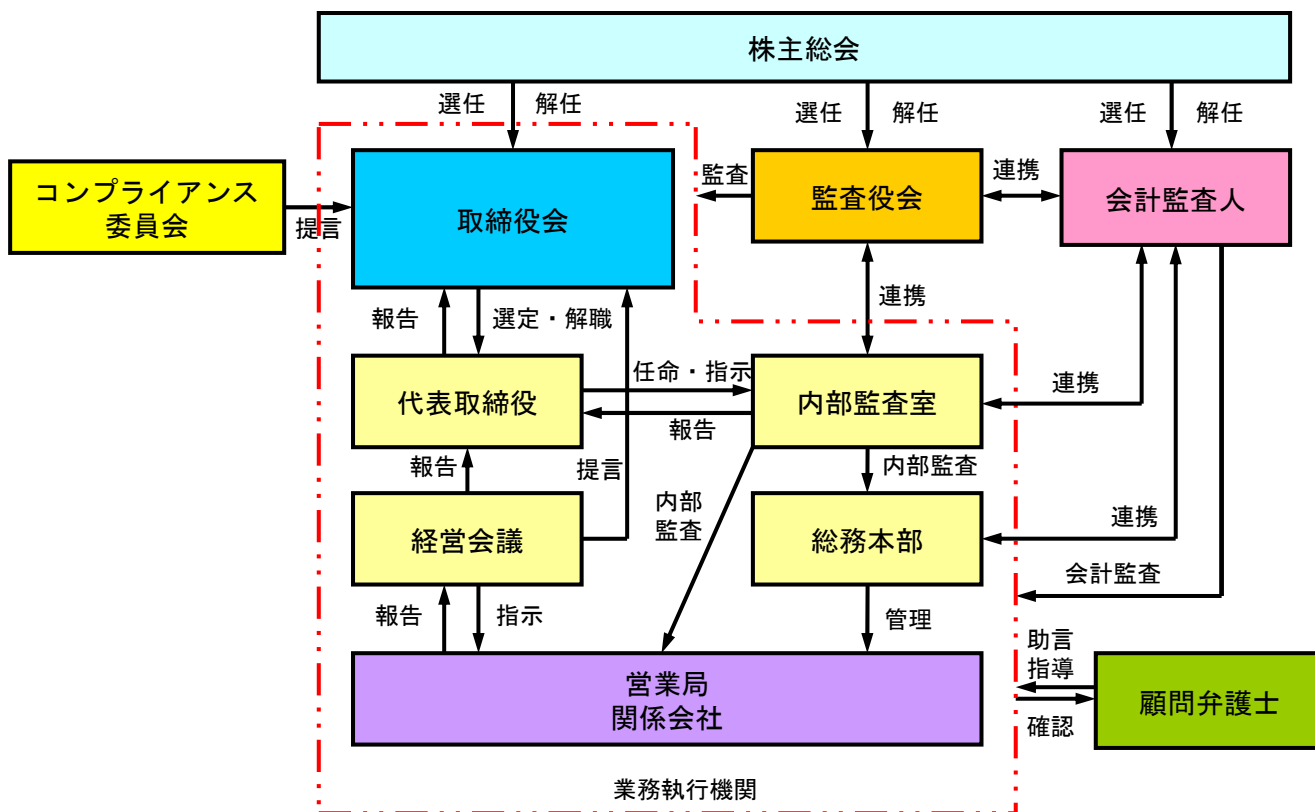 株主総会
選任
解任
選任
解任
選任
解任
コンプライアンス
委員会
提言
取締役会
監査
監査役会
連携
会計監査人
報告
選定・解職
連携
代表取締役
任命・指示
報告
内部監査室
連携
報告
提言
内部
監査
内部監査
経営会議
総務本部
連携
会計監査
報告
指示
管理
助言
指導
営業局
関係会社
顧問弁護士
確認
業務執行機関